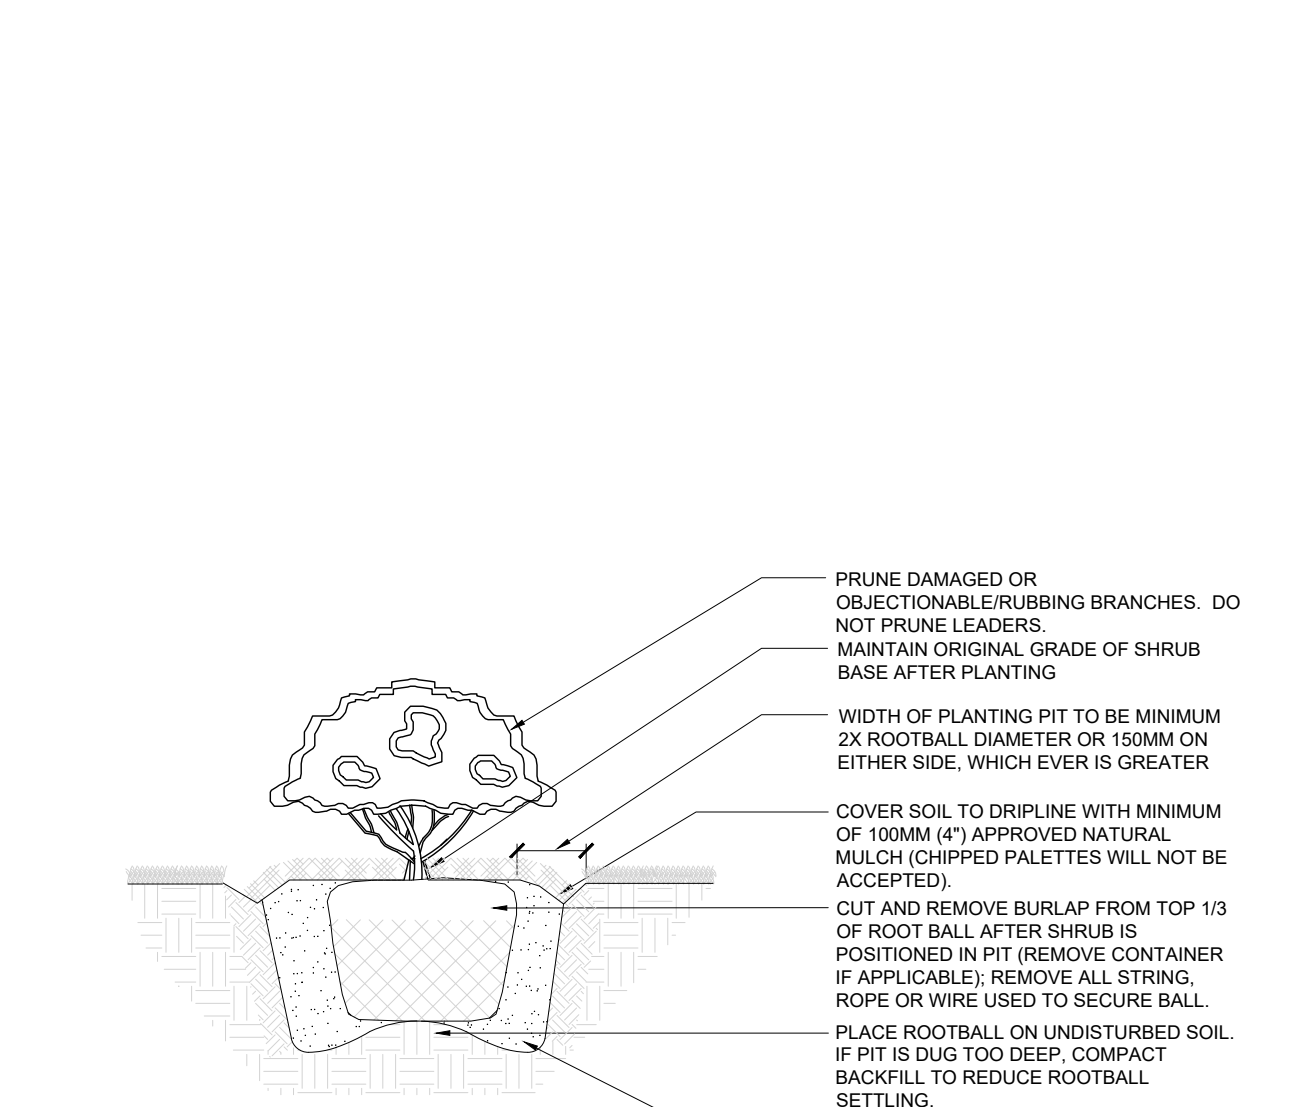 PRUNE DAMAGED OR
OBJECTIONABLE/RUBBING BRANCHES.  DO
NOT PRUNE LEADERS.
MAINTAIN ORIGINAL GRADE OF SHRUB
BASE AFTER PLANTING
WIDTH OF PLANTING PIT TO BE MINIMUM
2X ROOTBALL DIAMETER OR 150MM ON
EITHER SIDE, WHICH EVER IS GREATER
COVER SOIL TO DRIPLINE WITH MINIMUM
OF 100MM (4") APPROVED NATURAL
MULCH (CHIPPED PALETTES WILL NOT BE
ACCEPTED).
CUT AND REMOVE BURLAP FROM TOP 1/3
OF ROOT BALL AFTER SHRUB IS
POSITIONED IN PIT (REMOVE CONTAINER
IF APPLICABLE); REMOVE ALL STRING,
ROPE OR WIRE USED TO SECURE BALL.
PLACE ROOTBALL ON UNDISTURBED SOIL.
IF PIT IS DUG TOO DEEP, COMPACT
BACKFILL TO REDUCE ROOTBALL
SETTLING.